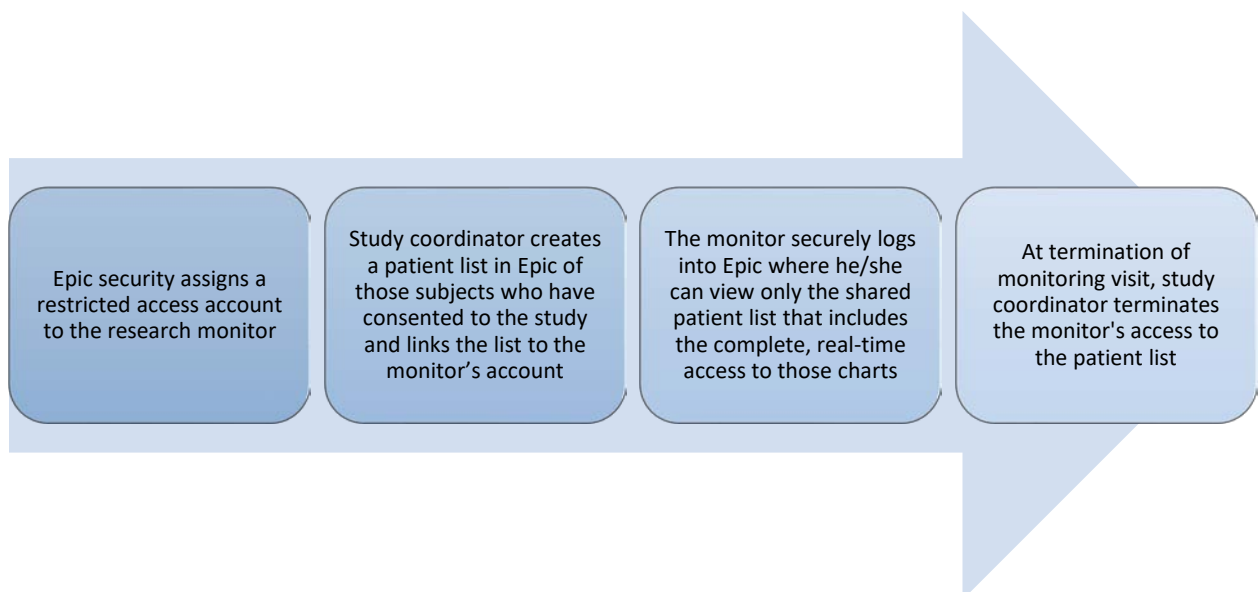 Epic security assigns a
restricted access account
to the research monitor
Study coordinator creates
a patient list in Epic of
those subjects who have
consented to the study
and links the list to the
monitor’s account
The monitor securely logs
into Epic where he/she
can view only the shared
patient list that includes
the complete, real-time
access to those charts
At termination of
monitoring visit, study
coordinator terminates
the monitor's access to
the patient list